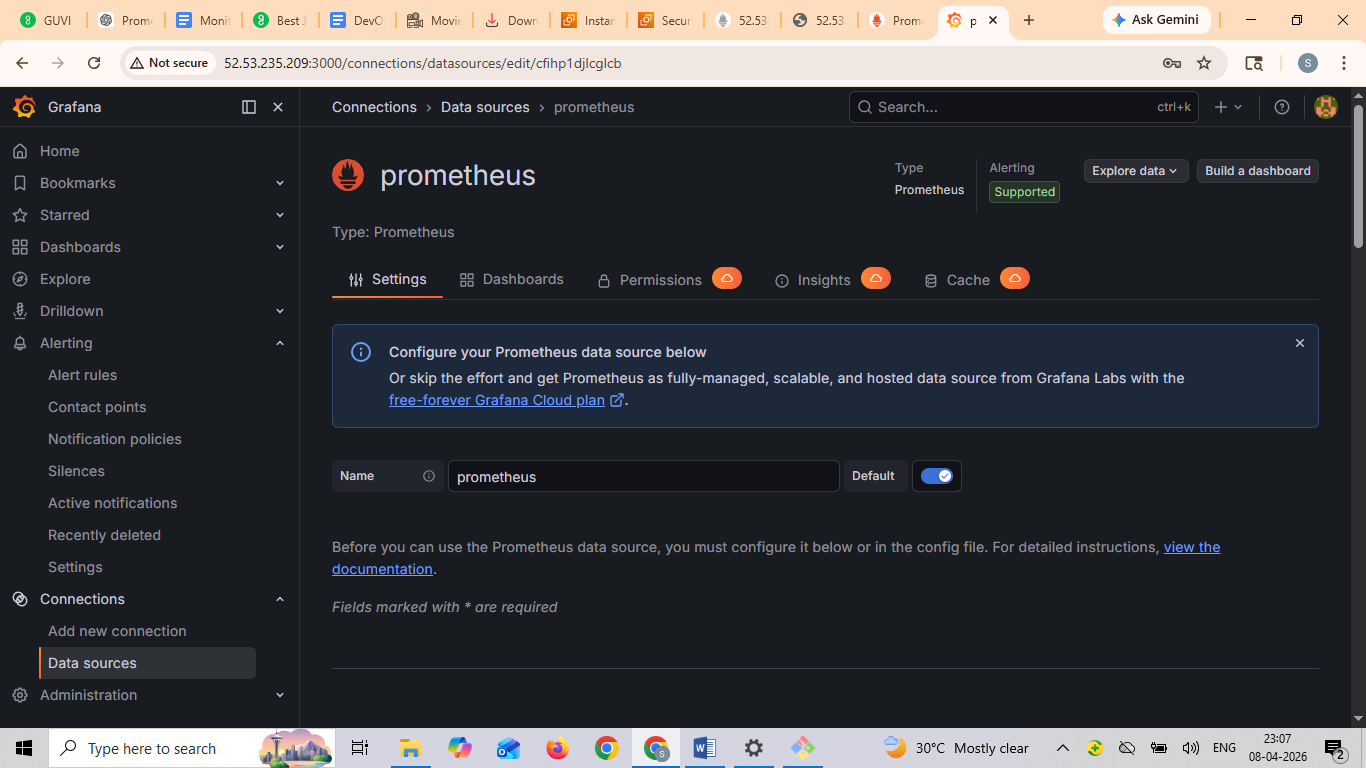 GUVI
Prome
Monit
Best J
DevO
Movie
Down
Instan
Secur
52.53.
52.53.
Prom
p
Ask Gemini
Not secure
52.53.235.209:3000/connections/datasources/edit/cfihp1djlcglcb
S
Grafana
Connections › Data sources › prometheus
Search...
ctrl+k
Home
Bookmarks
Starred
Dashboards
Explore
Drilldown
Alerting
Alert rules
Contact points
Notification policies
Silences
Active notifications
Recently deleted
Settings
Connections
Add new connection
Data sources
Administration
prometheus
Type
Prometheus
Alerting
Supported
Explore data
Build a dashboard
Type: Prometheus
Settings
Dashboards
Permissions
Insights
Cache
Configure your Prometheus data source below
Or skip the effort and get Prometheus as fully-managed, scalable, and hosted data source from Grafana Labs with the
free-forever Grafana Cloud plan.
Name
prometheus
Default
Before you can use the Prometheus data source, you must configure it below or in the config file. For detailed instructions, view the
documentation.
Fields marked with * are required
Type here to search
S
30°C Mostly clear
ENG
23:07
08-04-2026
2